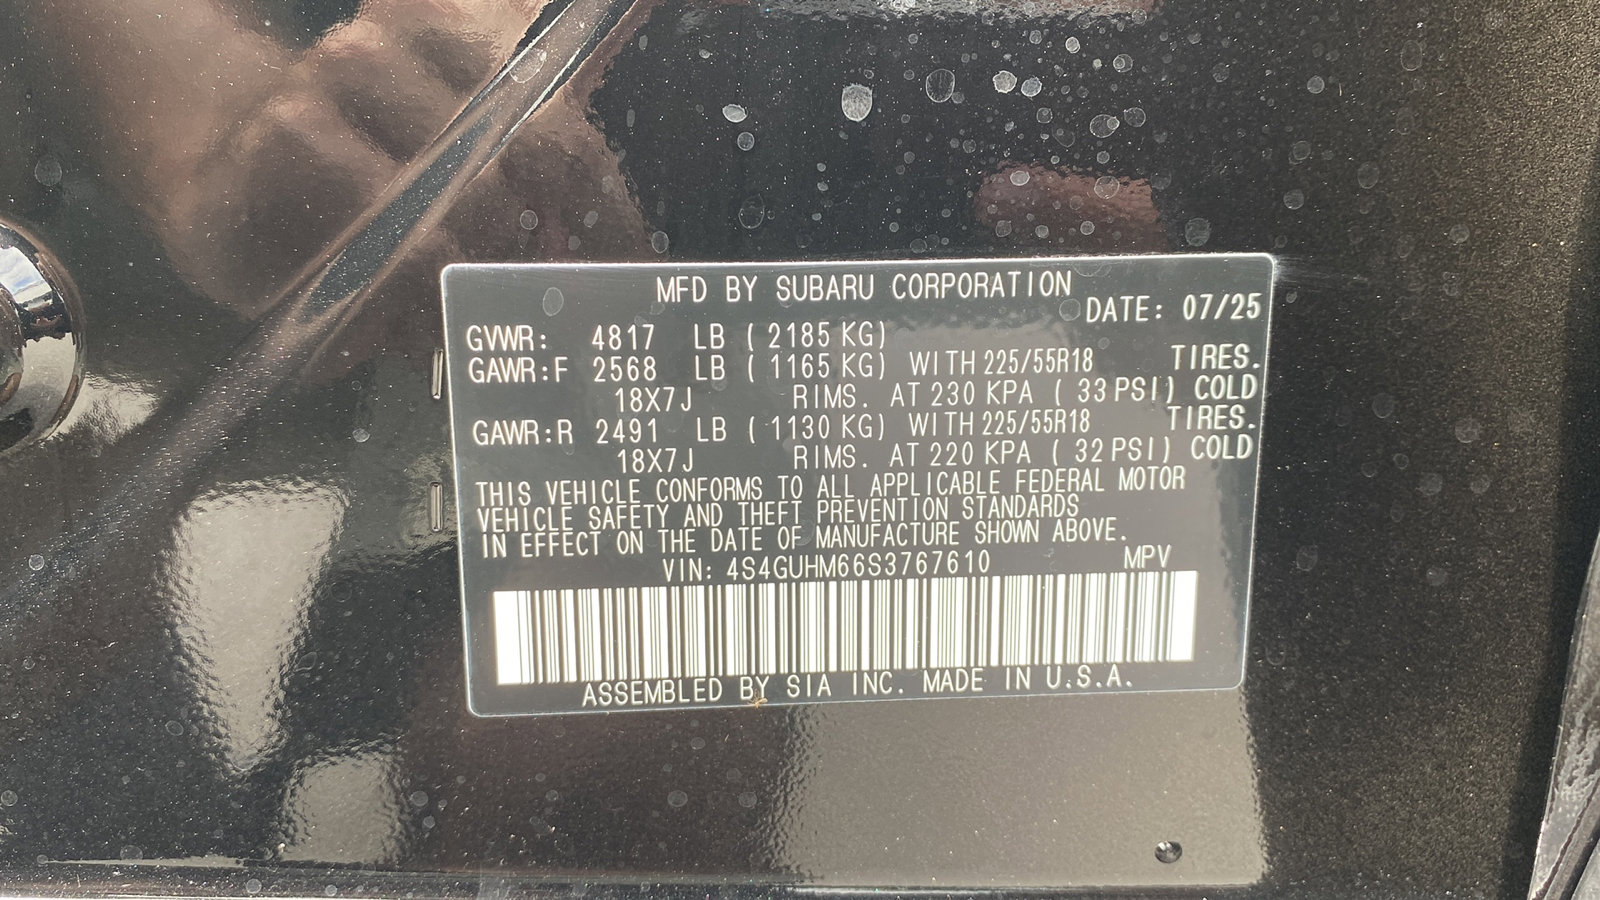 MFD BY SUBARU CORPORATION
DATE: 07/25
GVWR: 4817 LB ( 2185 KG)
GAWR:F 2568 LB ( 1165 KG) WITH 225/55R18 TIRES.
18X7J RIMS. AT 230 KPA ( 33 PSI) COLD
GAWR:R 2491 LB ( 1130 KG) WITH 225/55R18 TIRES.
18X7J RIMS. AT 220 KPA ( 32 PSI) COLD
THIS VEHICLE CONFORMS TO ALL APPLICABLE FEDERAL MOTOR
VEHICLE SAFETY AND THEFT PREVENTION STANDARDS
IN EFFECT ON THE DATE OF MANUFACTURE SHOWN ABOVE.
VIN: 4S4GUHM66S3767610 MPV
ASSEMBLED BY SIA INC. MADE IN U.S.A.